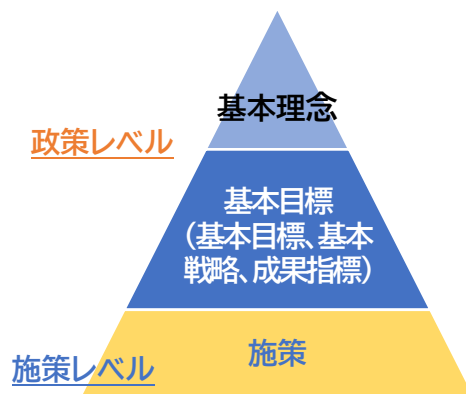 基本理念
政策レベル
基本目標
（基本目標、基本
戦略、成果指標）
施策
施策レベル